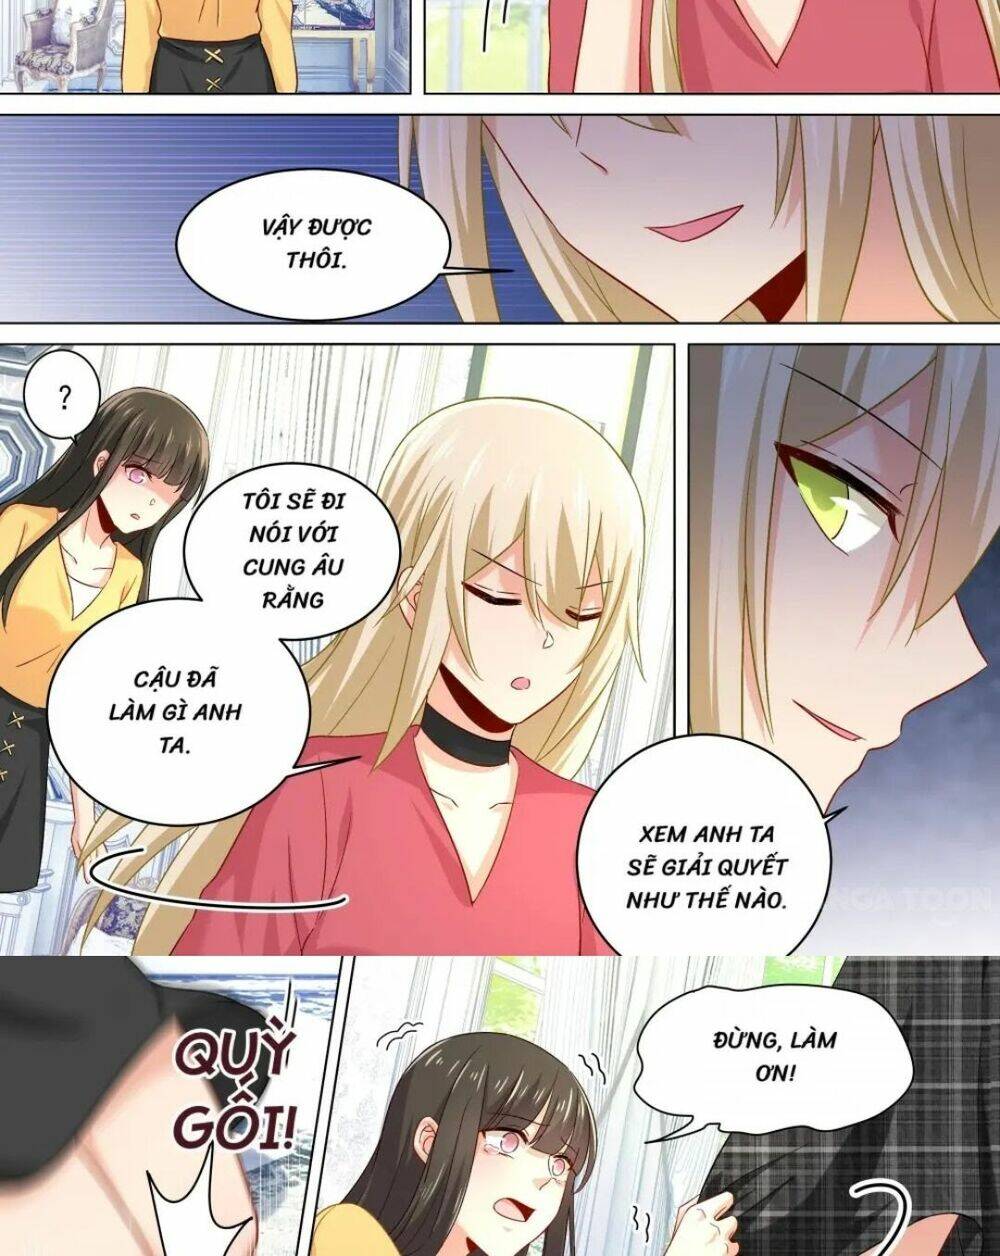 VẬY ĐƯỢC
THÔI.
?
TÔI SẼ ĐI
NÓI VỚI
CUNG ÂU
RẰNG
CẬU ĐÃ
LÀM GÌ ANH
TA.
XEM ANH TA
SẼ GIẢI QUYẾT
NHƯ THẾ NÀO.
QUỲ
GỐI!
ĐỪNG, LÀM
ƠN!